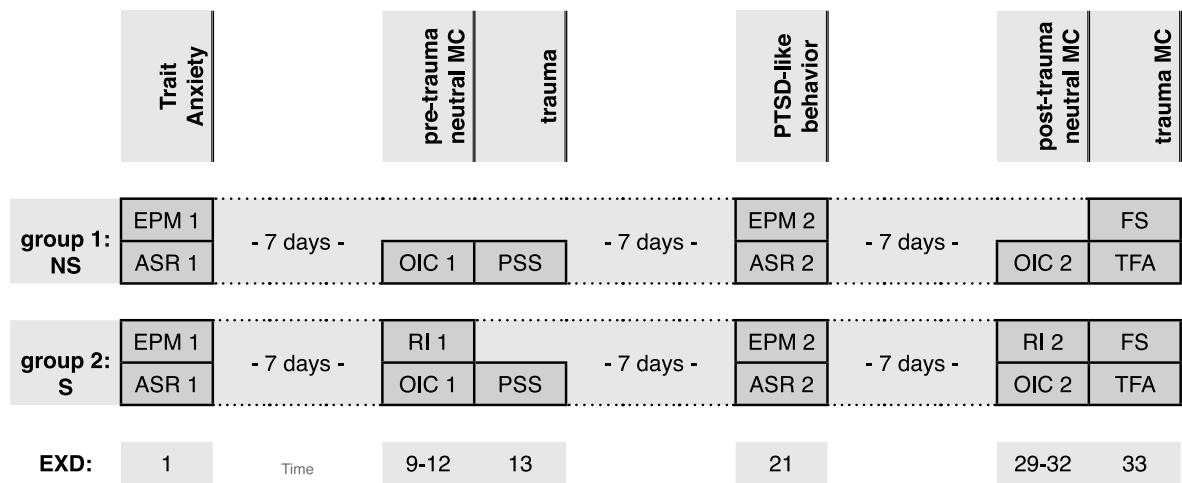 Trait
Anxiety
pre-trauma
neutral MC
trauma
PTSD-like
behavior
post-trauma
neutral MC
trauma MC
group 1:
NS
EPM 1
ASR 1
- 7 days -
OIC 1
PSS
- 7 days -
EPM 2
ASR 2
- 7 days -
OIC 2
FS
TFA
group 2:
S
EPM 1
ASR 1
- 7 days -
RI 1
OIC 1
PSS
- 7 days -
EPM 2
ASR 2
- 7 days -
RI 2
OIC 2
FS
TFA
EXD:
1
Time
9-12
13
21
29-32
33